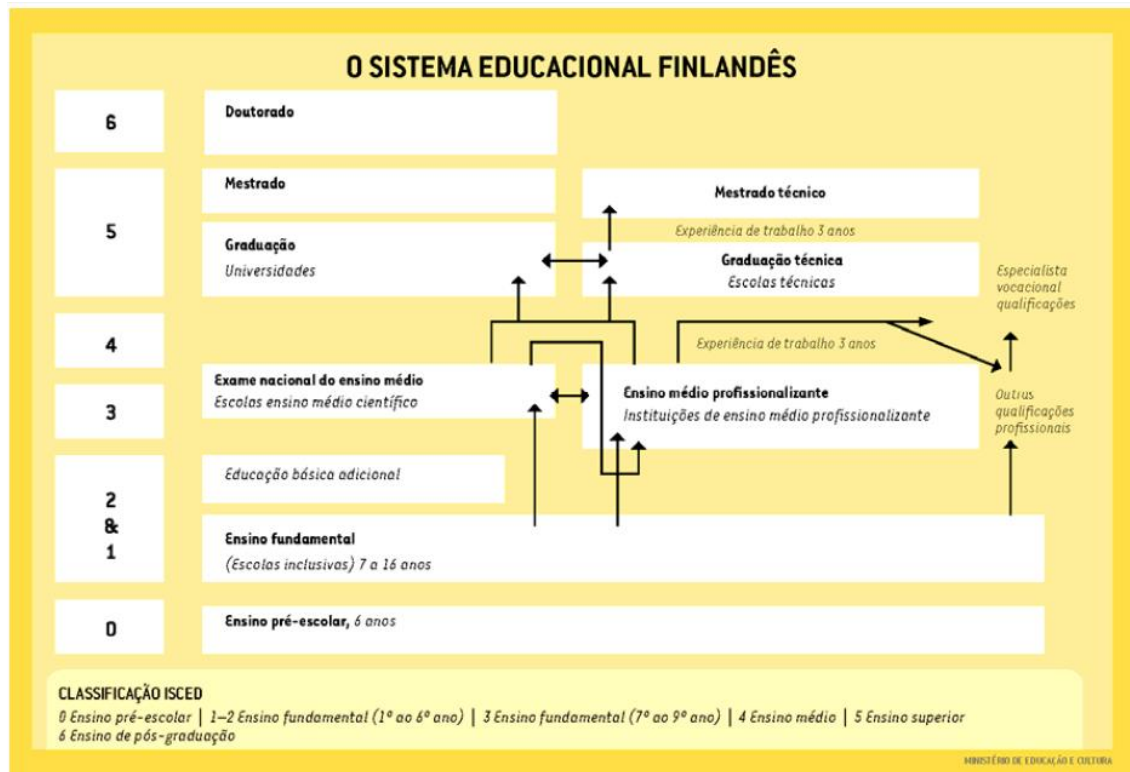 O SISTEMA EDUCACIONAL FINLANDÊS
6
Doutorado
5
Mestrado
Mestrado técnico
Experiência de trabalho 3 anos
Graduação
Universidades
Graduação técnica
Escolas técnicas
Especialista
vocacional
qualificações
4
Experiência de trabalho 3 anos
3
Exame nacional do ensino médio
Escolas ensino médio científico
Ensino médio profissionalizante
Instituições de ensino médio profissionalizante
Outras
qualificações
profissionais
2
&
1
Educação básica adicional
Ensino fundamental
(Escolas inclusivas) 7 a 16 anos
0
Ensino pré-escolar, 6 anos
CLASSIFICAÇÃO ISCED
0 Ensino pré-escolar | 1–2 Ensino fundamental (1º ao 6º ano) | 3 Ensino fundamental (7º ao 9º ano) | 4 Ensino médio | 5 Ensino superior
6 Ensino de pós-graduação
MINISTÉRIO DE EDUCAÇÃO E CULTURA